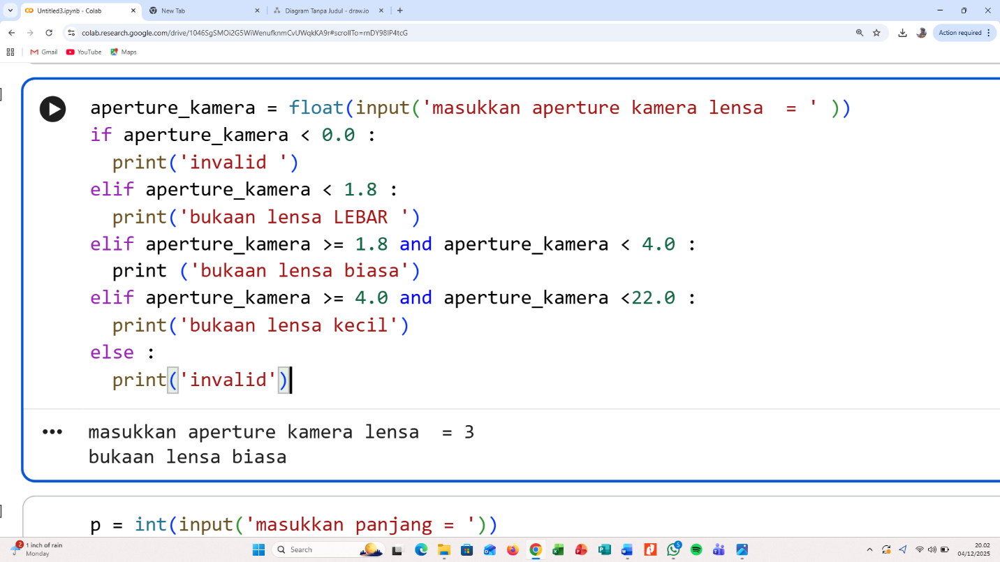 Untitled3.ipynb - Colab
New Tab
Diagram Tanpa Judul - draw.io
colab.research.google.com/drive/1046SgSMOi2G5WiWenufknmCvUWqkKA9r#scrollTo=rnDY98IP4tcG
Action required
Gmail
YouTube
Maps
aperture_kamera = float(input('masukkan aperture kamera lensa  = ' ))
if aperture_kamera < 0.0 :
  print('invalid ')
elif aperture_kamera < 1.8 :
  print('bukaan lensa LEBAR ')
elif aperture_kamera >= 1.8 and aperture_kamera < 4.0 :
  print ('bukaan lensa biasa')
elif aperture_kamera >= 4.0 and aperture_kamera <22.0 :
  print('bukaan lensa kecil')
else :
  print('invalid')
masukkan aperture kamera lensa  = 3
bukaan lensa biasa
p = int(input('masukkan panjang = '))
2
1 inch of rain
Monday
Search
5
20.02
04/12/2025